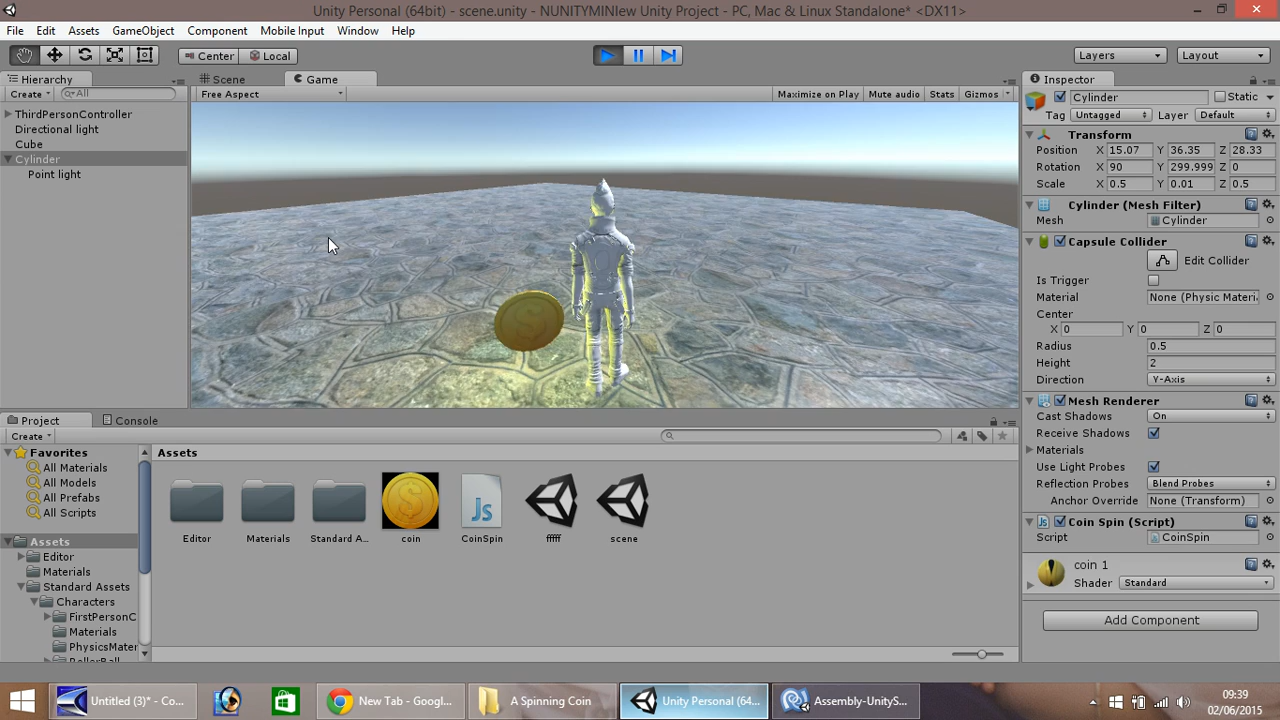 Unity Personal (64bit) - scene.unity - NUNITYMINIew Unity Project - PC, Mac & Linux Standalone* <DX11>
File Edit Assets GameObject Component Mobile Input Window Help
Center Local Layers Layout
Hierarchy
Create All
ThirdPersonController
Directional light
Cube
Cylinder
Point light
Scene Game
Free Aspect Maximize on Play Mute audio Stats Gizmos
Inspector
Cylinder Static
Tag Untagged Layer Default
Transform
Position X 15.07 Y 36.35 Z 28.33
Rotation X 90 Y 299.999 Z 0
Scale X 0.5 Y 0.01 Z 0.5
Cylinder (Mesh Filter)
Mesh Cylinder
Capsule Collider
Edit Collider
Is Trigger
Material None (Physic Materi
Center
X 0 Y 0 Z 0
Radius 0.5
Height 2
Direction Y-Axis
Mesh Renderer
Cast Shadows On
Receive Shadows
Materials
Use Light Probes
Reflection Probes Blend Probes
Anchor Override None (Transform)
Coin Spin (Script)
Script CoinSpin
coin 1
Shader Standard
Add Component
Project Console
Create
Favorites
All Materials
All Models
All Prefabs
All Scripts
Assets
Editor
Materials
Standard Assets
Characters
FirstPersonC
Materials
PhysicsMater
RollerBall
Assets
Editor Materials Standard A... coin CoinSpin fffff scene
Js
Untitled (3)* - Co... New Tab - Google... A Spinning Coin Unity Personal (64... Assembly-UnityS...
09:39
02/06/2015